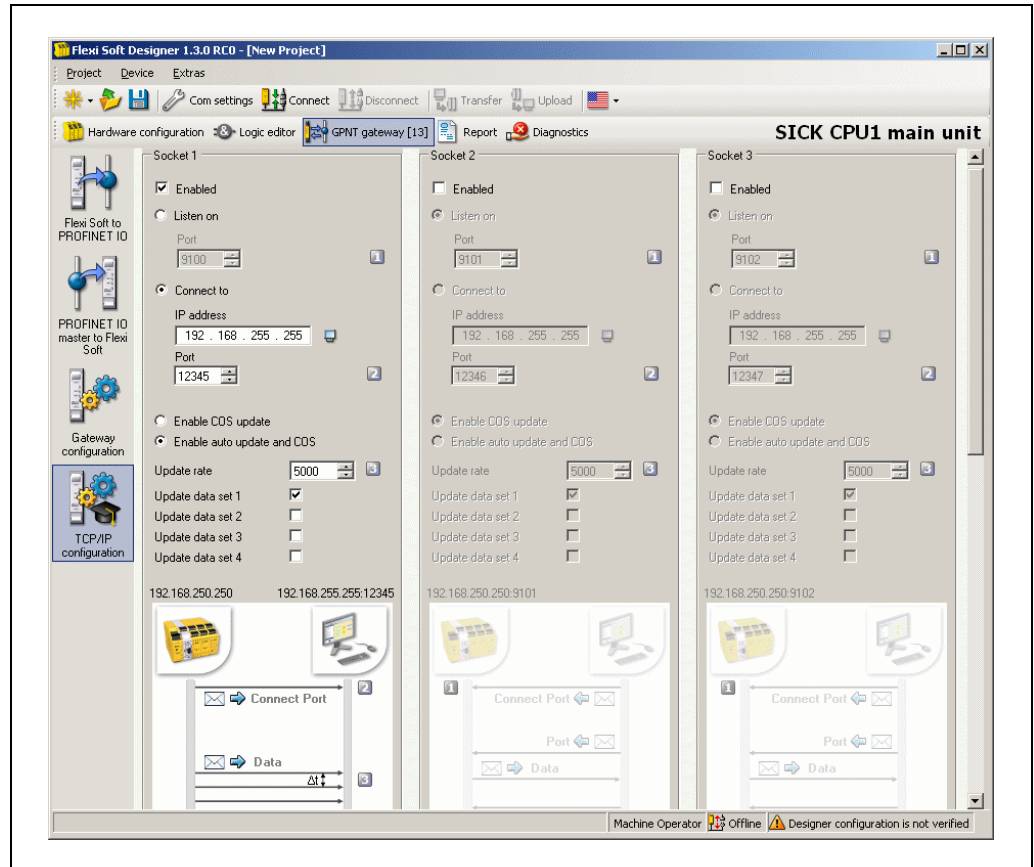 Flexi Soft Designer 1.3.0 RC0 - [New Project]
Project Device Extras
Com settings Connect Disconnect Transfer Upload
Hardware configuration Logic editor GPNT gateway [13] Report Diagnostics SICK CPU1 main unit
Flexi Soft to
PROFINET IO
PROFINET IO
master to Flexi
Soft
Gateway
configuration
TCP/IP
configuration
Socket 1
Enabled
Listen on
Port
9100
1
Connect to
IP address
192 . 168 . 255 . 255
Port
12345
2
Enable COS update
Enable auto update and COS
Update rate 5000 3
Update data set 1
Update data set 2
Update data set 3
Update data set 4
192.168.250.250 192.168.255.255:12345
Connect Port 2
Data
Δt 3
Socket 2
Enabled
Listen on
Port
9101
1
Connect to
IP address
192 . 168 . 255 . 255
Port
12346
2
Enable COS update
Enable auto update and COS
Update rate 5000 3
Update data set 1
Update data set 2
Update data set 3
Update data set 4
192.168.250.250:9101
1 Connect Port
Port
Data
Socket 3
Enabled
Listen on
Port
9102
1
Connect to
IP address
192 . 168 . 255 . 255
Port
12347
2
Enable COS update
Enable auto update and COS
Update rate 5000 3
Update data set 1
Update data set 2
Update data set 3
Update data set 4
192.168.250.250:9102
1 Connect Port
Port
Data
Machine Operator Offline Designer configuration is not verified